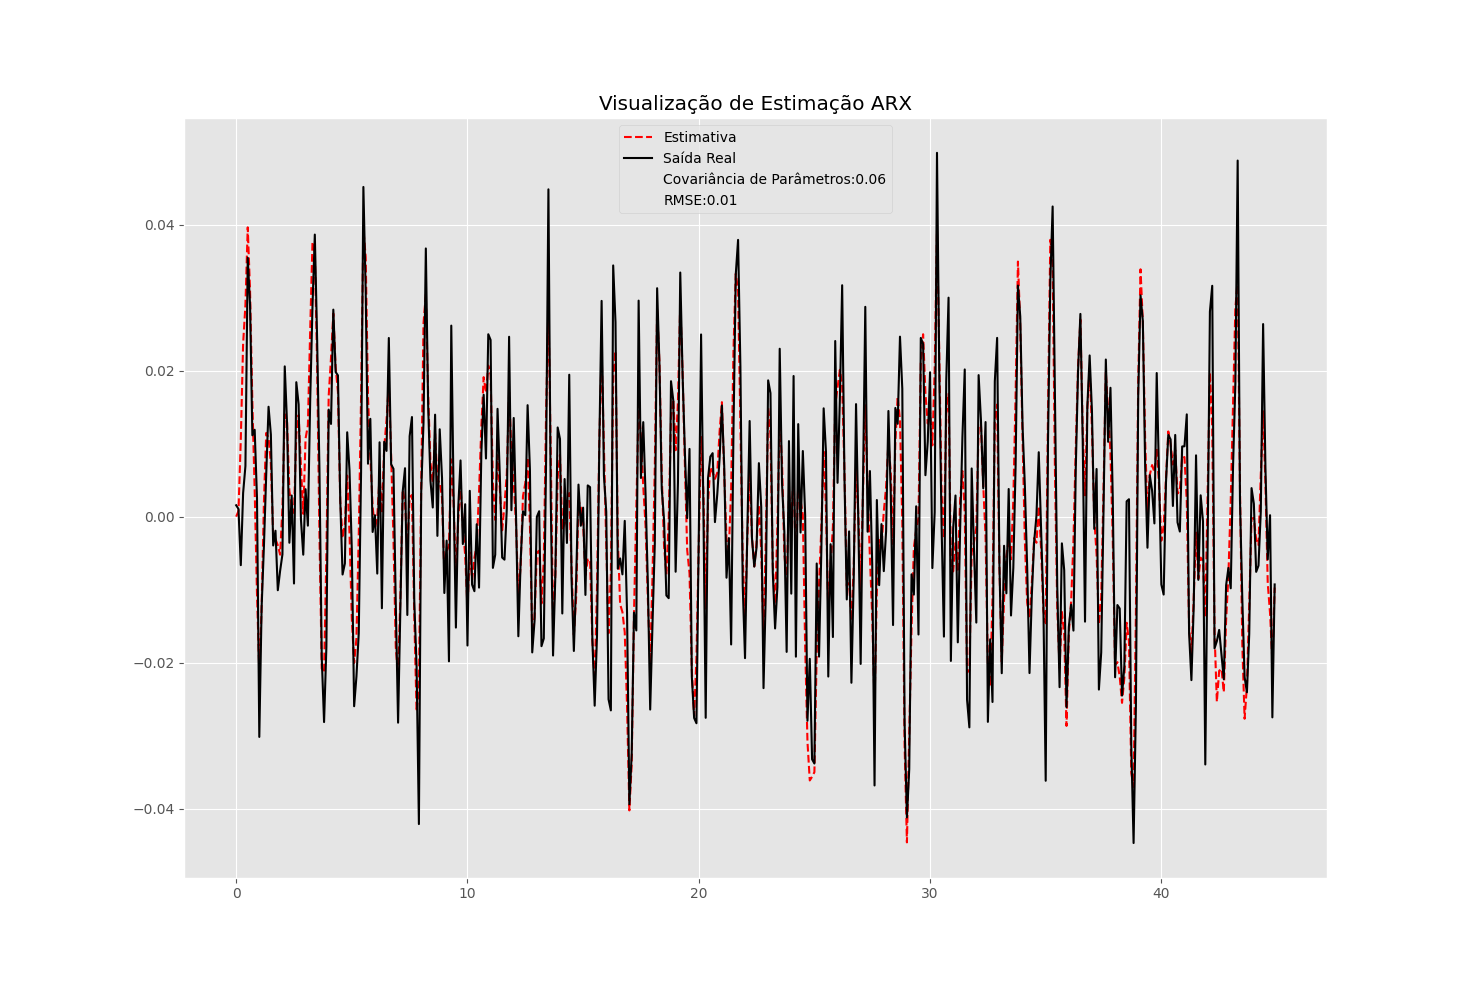 Visualização de Estimação ARX
Estimativa
Saída Real
Covariância de Parâmetros:0.06
RMSE:0.01
0.04
0.02
0.00
−0.02
−0.04
0 10 20 30 40